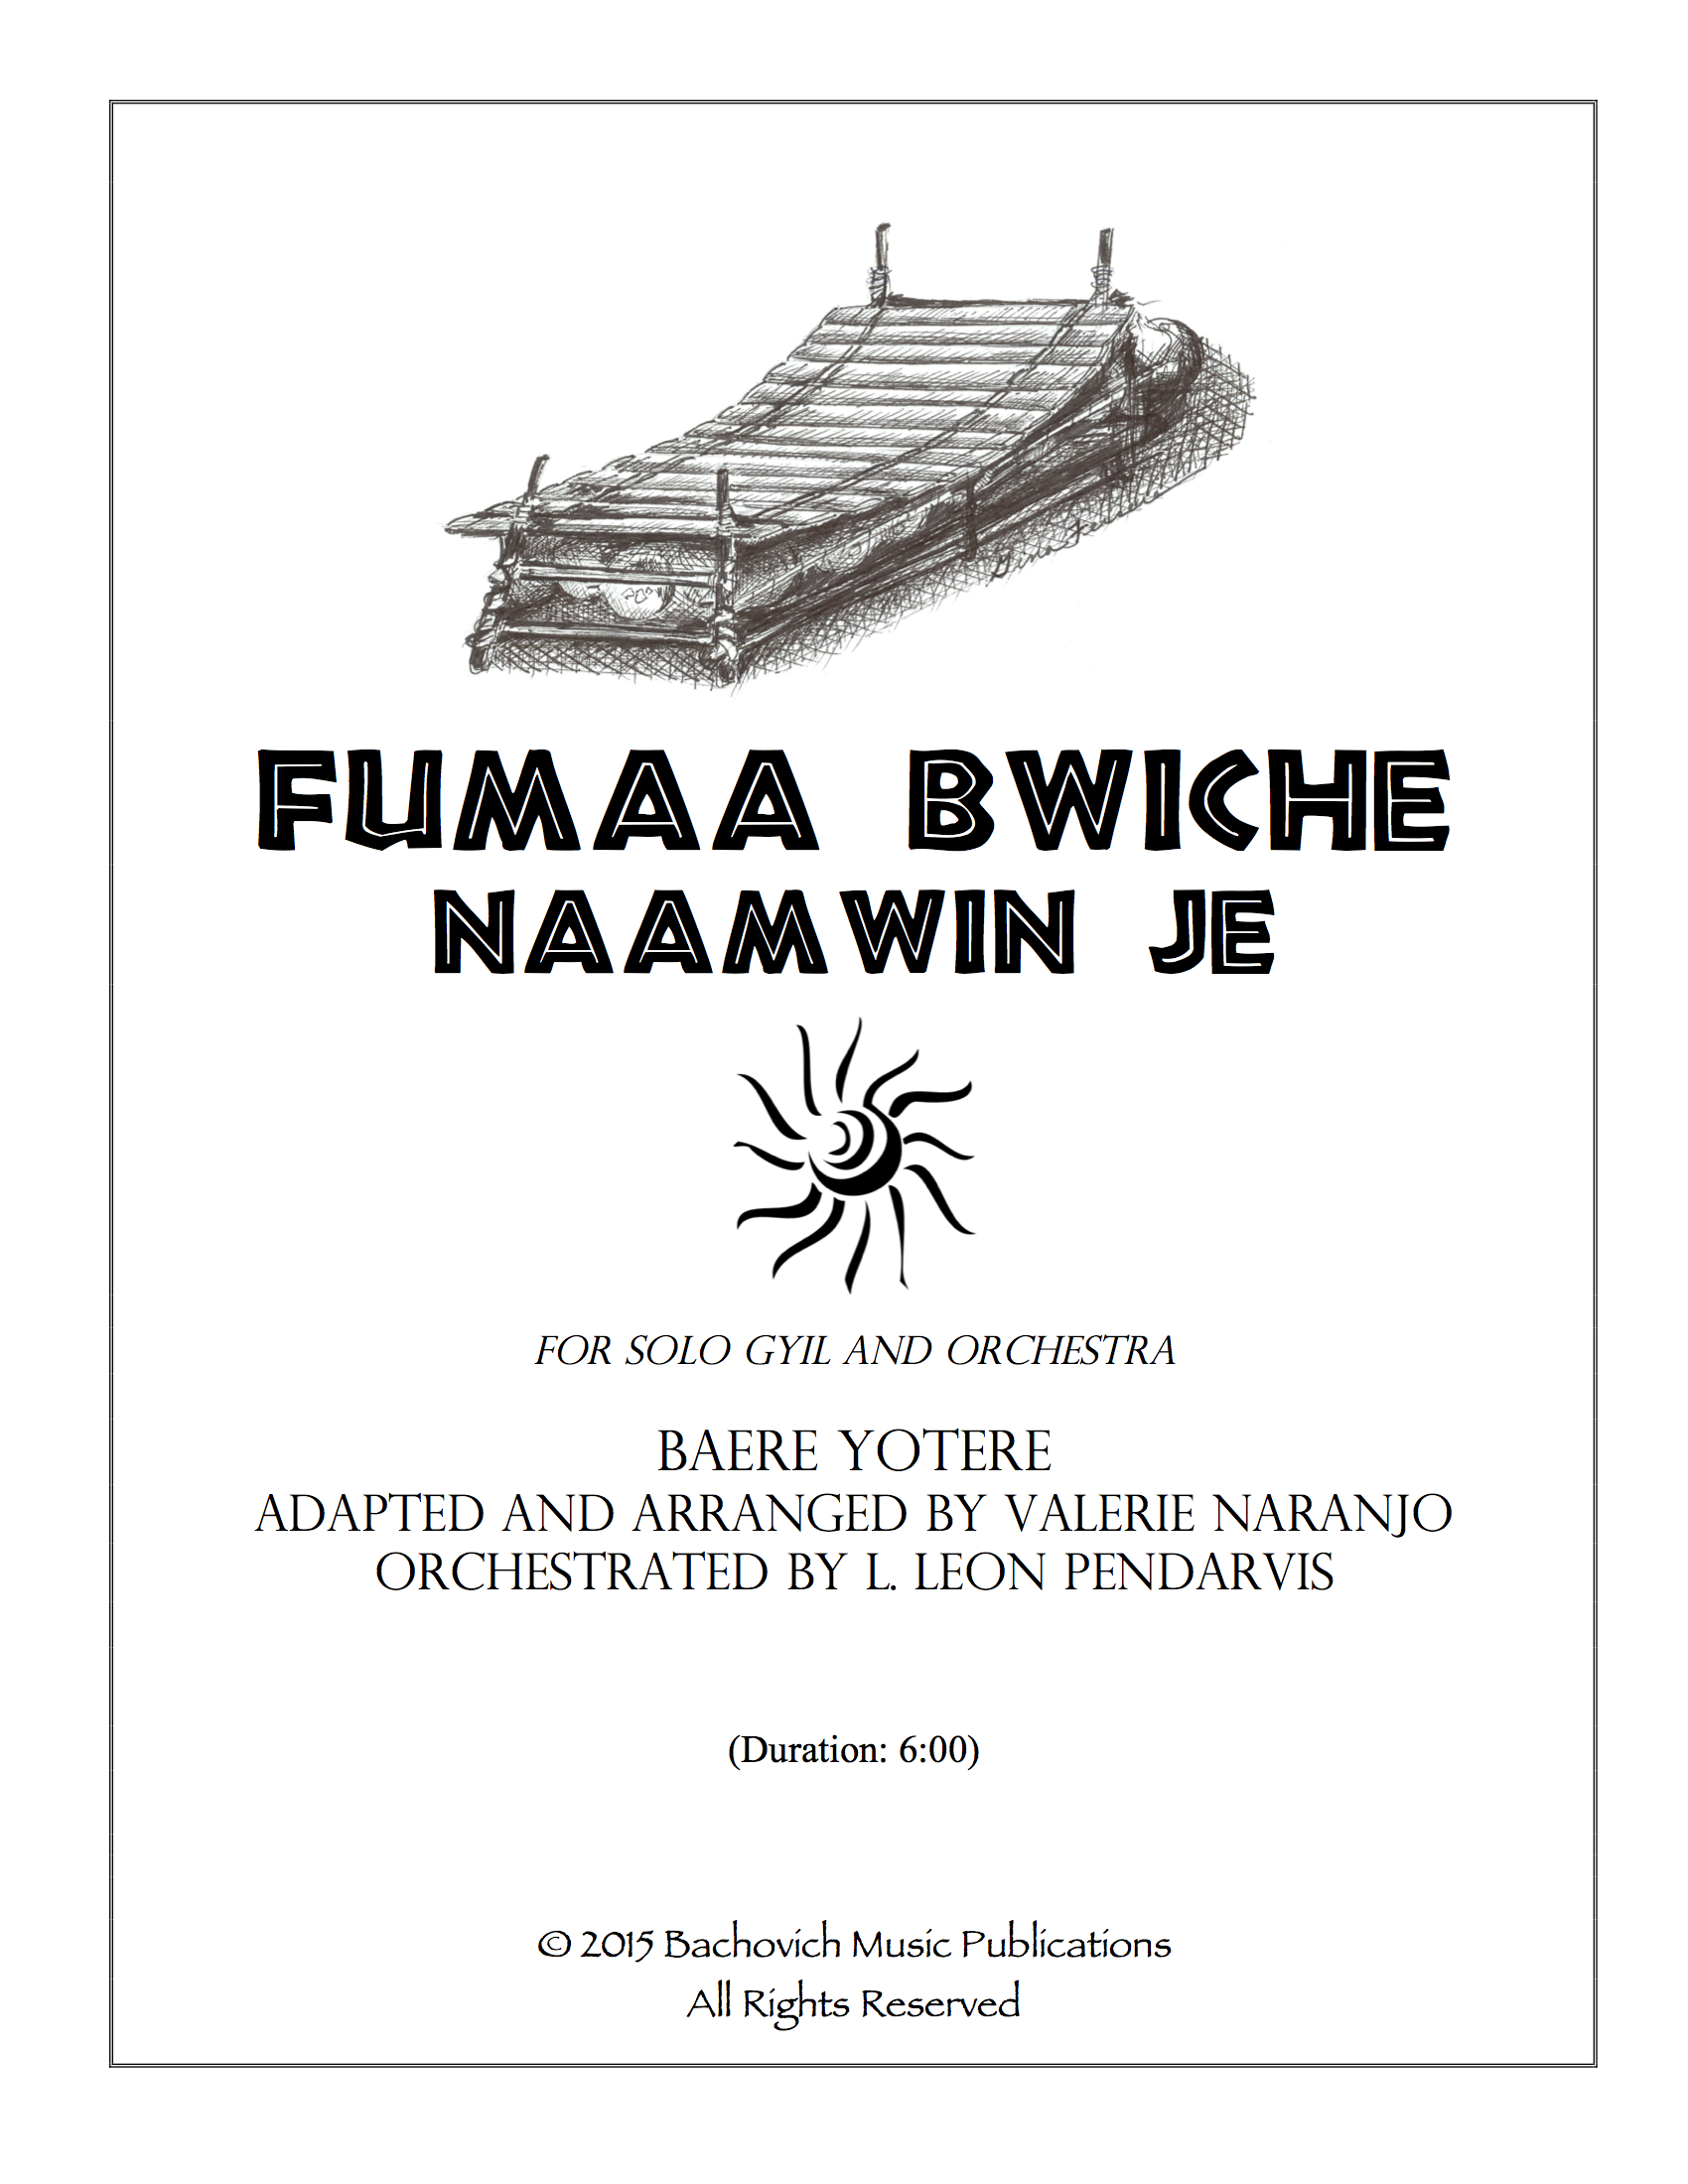 FUMAA BWICHE
NAAMWIN JE
FOR SOLO GYIL AND ORCHESTRA
BAERE YOTERE
ADAPTED AND ARRANGED BY VALERIE NARANJO
ORCHESTRATED BY L. LEON PENDARVIS
(Duration: 6:00)
© 2015 Bachovich Music Publications
All Rights Reserved